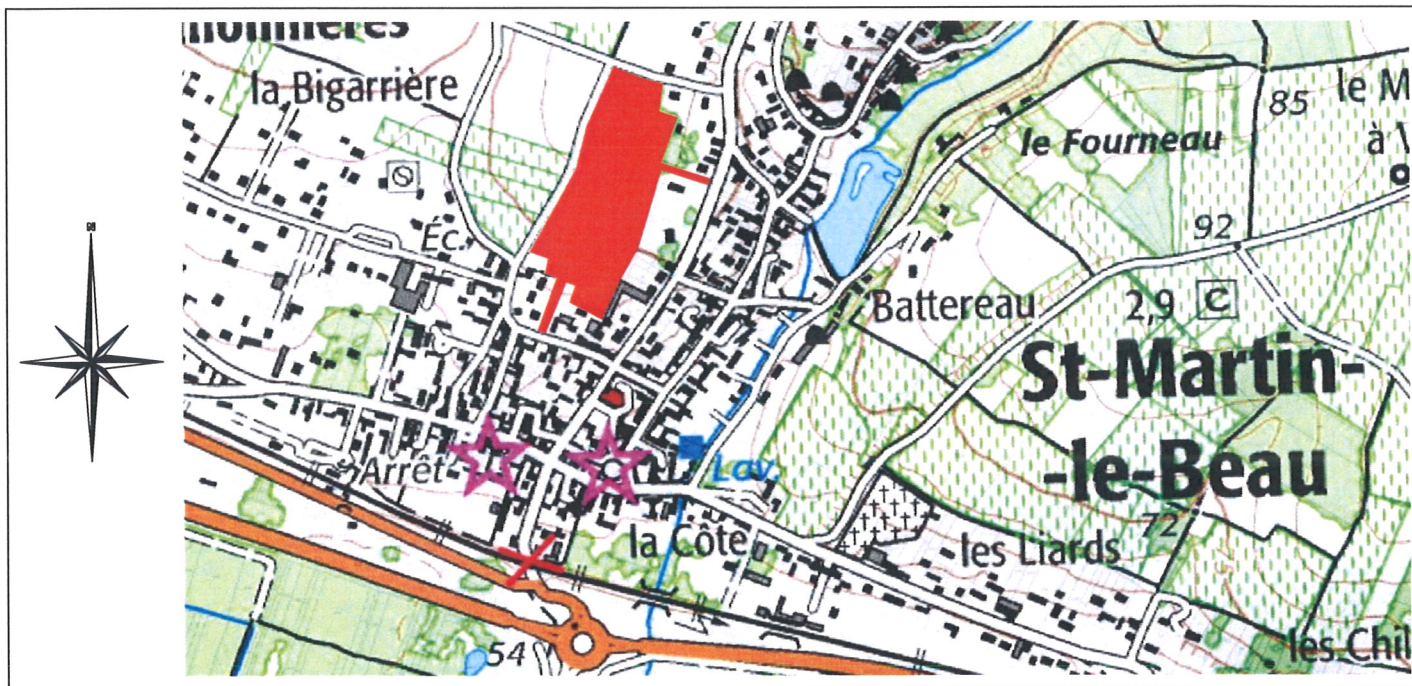 la Bigarrière
85
le M
le Fourneau
à V
92
Éc.
Battereau
2,9 C
St-Martin-
-le-Beau
Arrêt
Lav.
la Côte
72
les Liards
54
les Chil